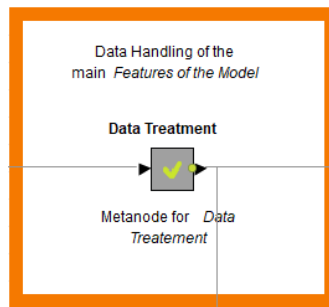 Data Handling of the
main Features of the Model
Data Treatment
Metanode for Data
Treatement